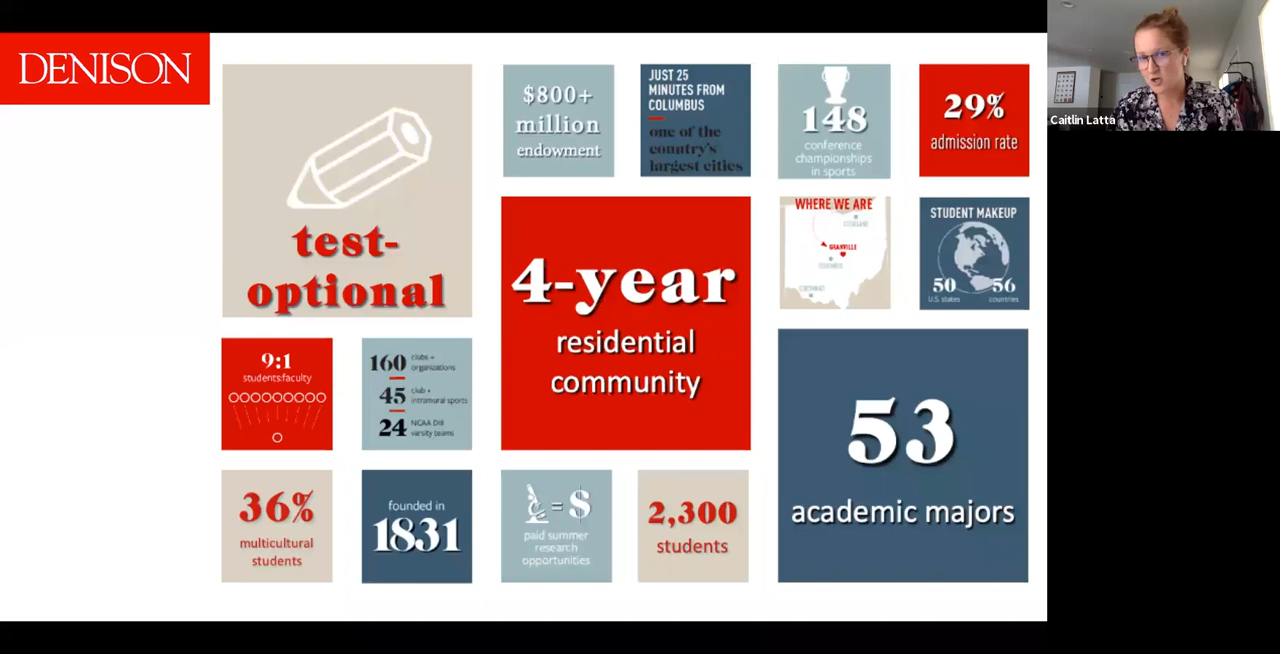 DENISON
test-
optional
$800+
million
endowment
JUST 25
MINUTES FROM
COLUMBUS
one of the
country's
largest cities
148
conference
championships
in sports
29%
admission rate
Caitlin Latta
4-year
residential
community
WHERE WE ARE
CLEVELAND
GRANVILLE
COLUMBUS
CINCINNATI
STUDENT MAKEUP
50
U.S. states
56
countries
9:1
students:faculty
160 clubs +
organizations
45 club +
intramural sports
24 NCAA DIII
varsity teams
53
academic majors
36%
multicultural
students
founded in
1831
= $
paid summer
research
opportunities
2,300
students